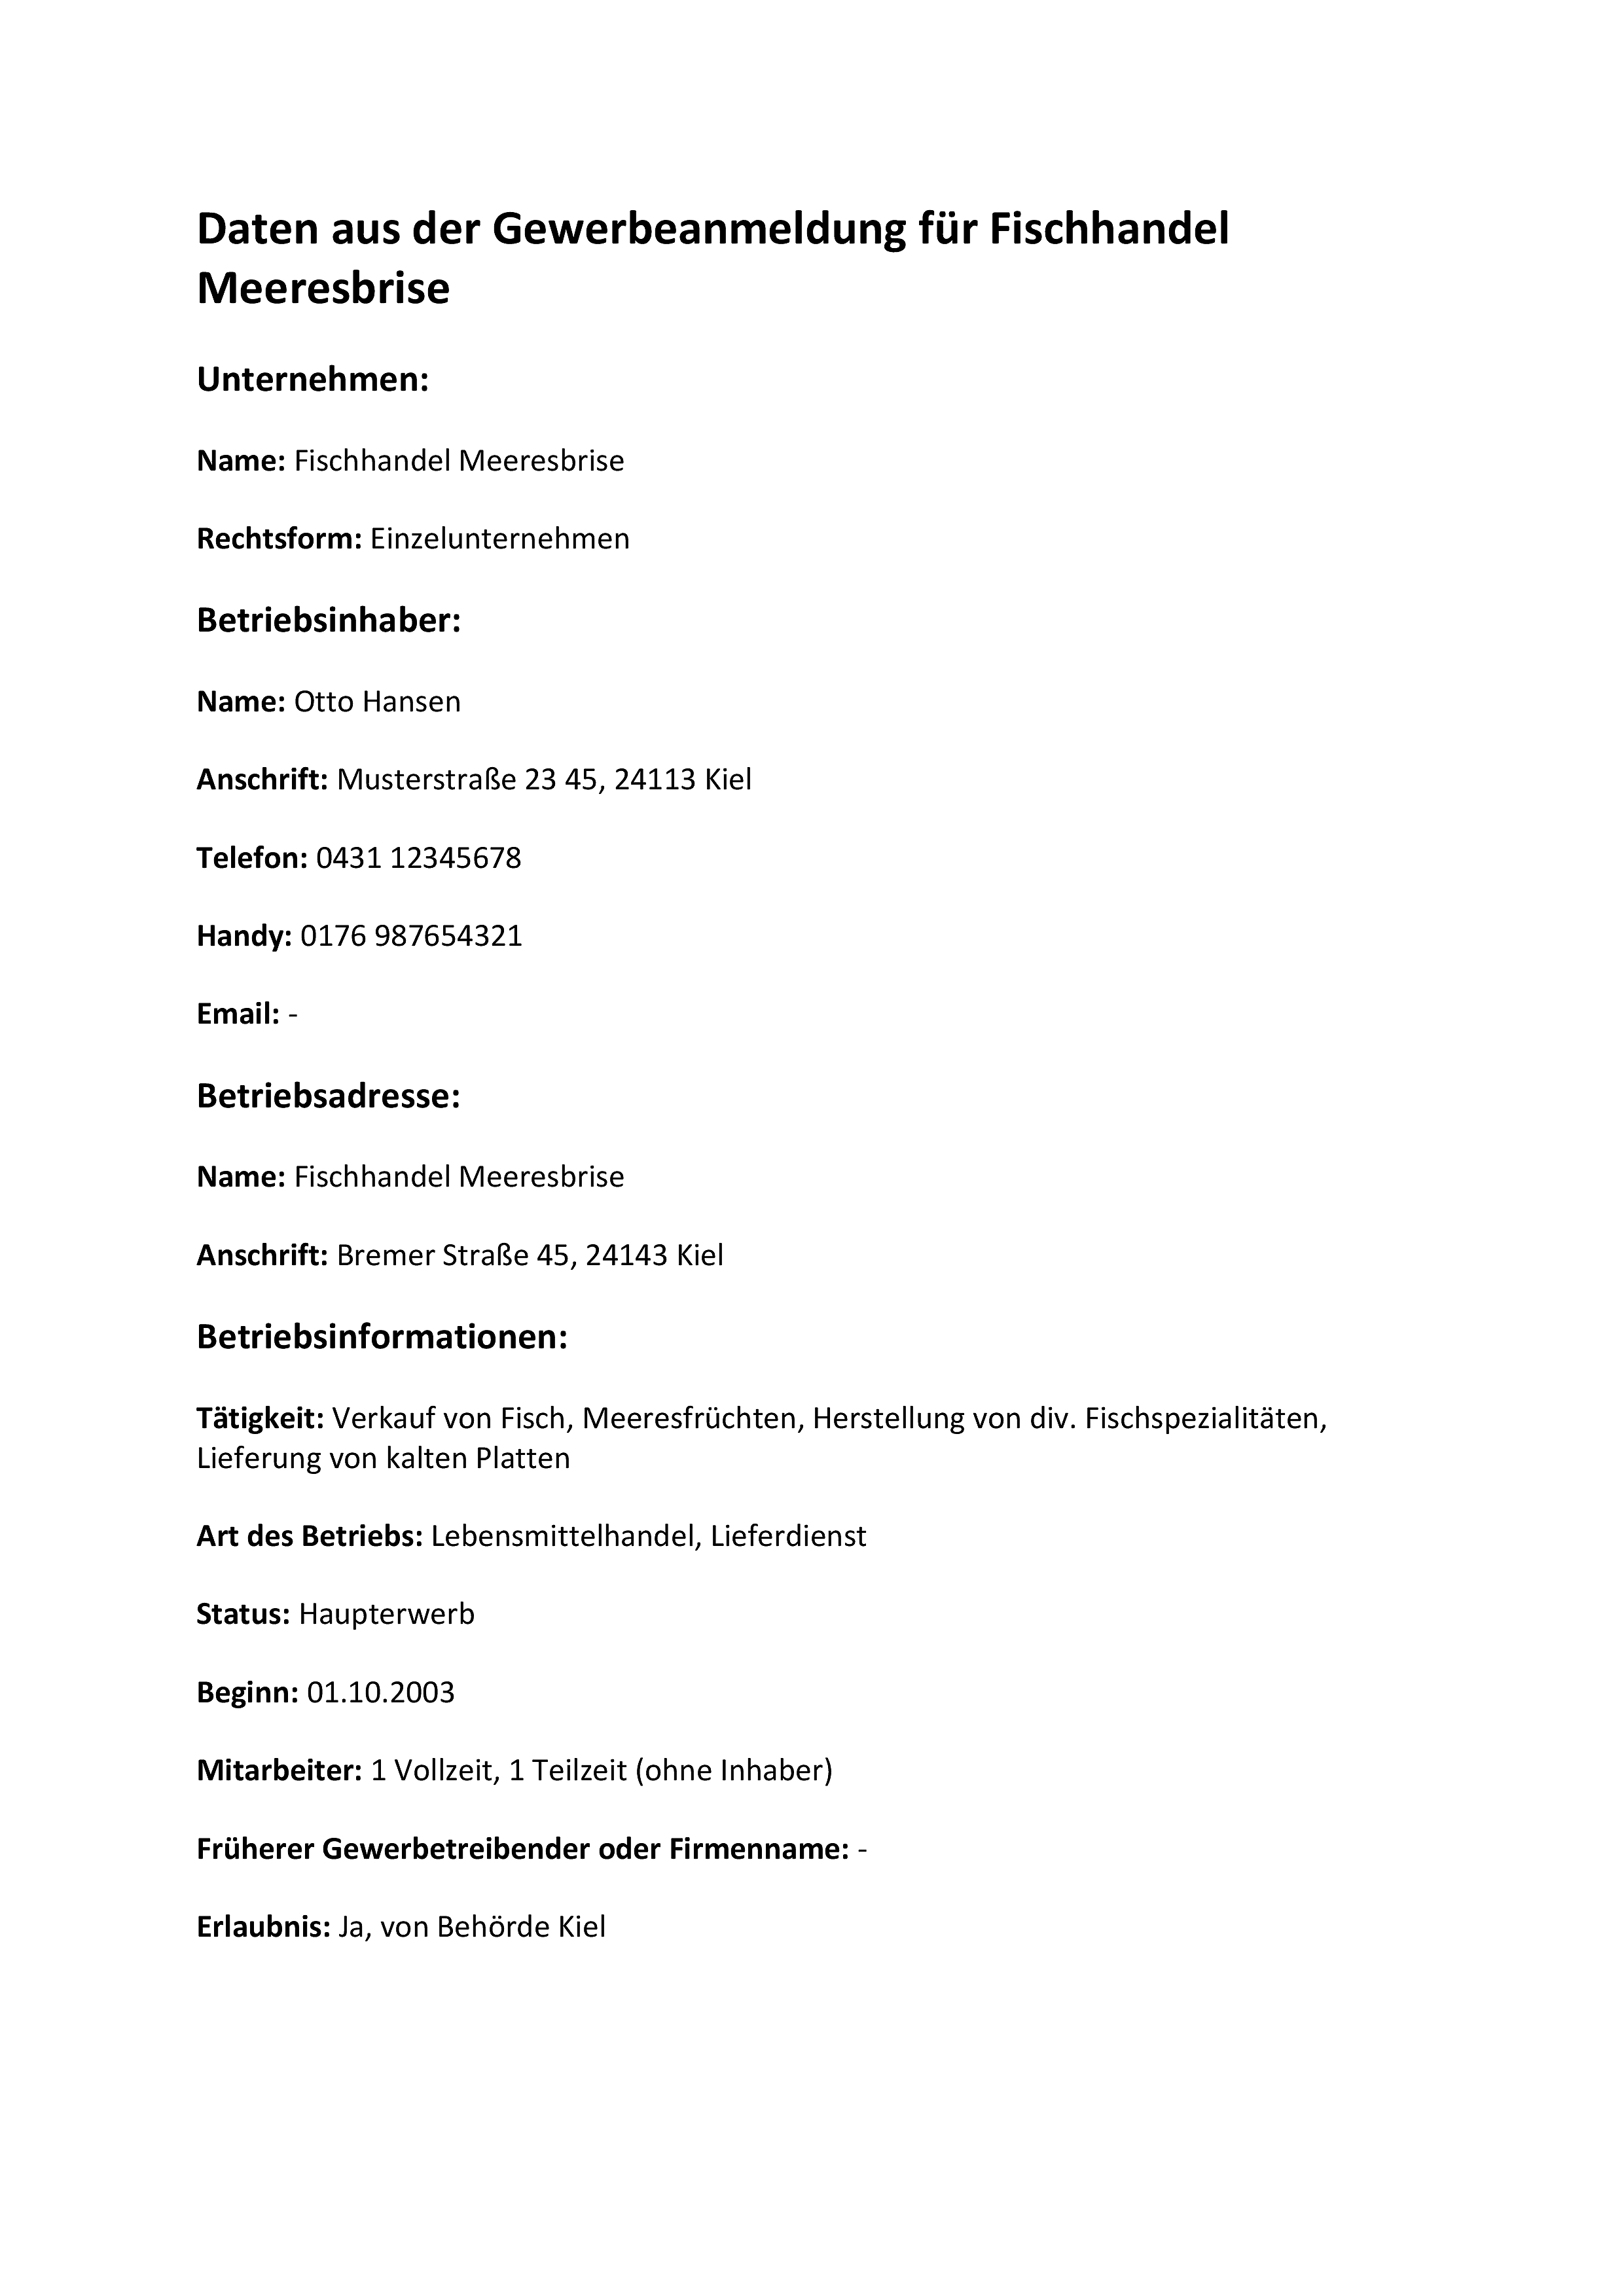 Daten aus der Gewerbeanmeldung für Fischhandel
Meeresbrise
Unternehmen:
Name: Fischhandel Meeresbrise
Rechtsform: Einzelunternehmen
Betriebsinhaber:
Name: Otto Hansen
Anschrift: Musterstraße 23 45, 24113 Kiel
Telefon: 0431 12345678
Handy: 0176 987654321
Email: -
Betriebsadresse:
Name: Fischhandel Meeresbrise
Anschrift: Bremer Straße 45, 24143 Kiel
Betriebsinformationen:
Tätigkeit: Verkauf von Fisch, Meeresfrüchten, Herstellung von div. Fischspezialitäten,
Lieferung von kalten Platten
Art des Betriebs: Lebensmittelhandel, Lieferdienst
Status: Haupterwerb
Beginn: 01.10.2003
Mitarbeiter: 1 Vollzeit, 1 Teilzeit (ohne Inhaber)
Früherer Gewerbetreibender oder Firmenname: -
Erlaubnis: Ja, von Behörde Kiel